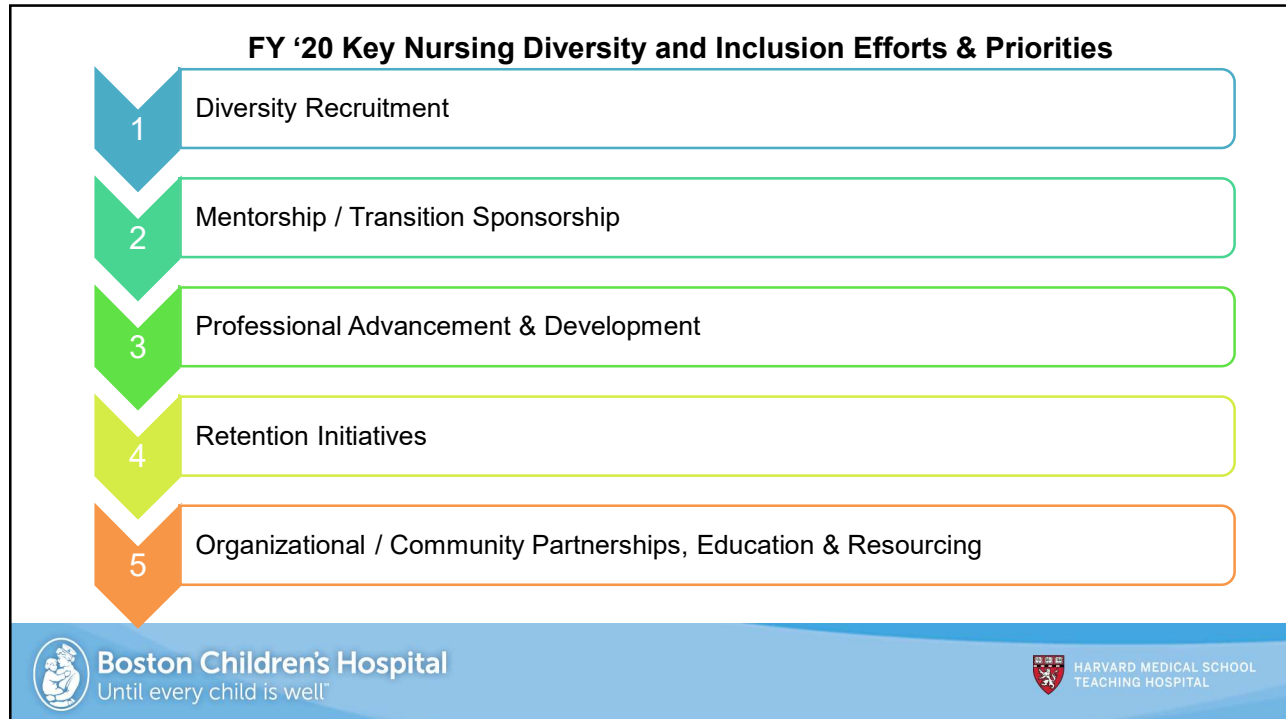 FY ‘20 Key Nursing Diversity and Inclusion Efforts & Priorities
1
Diversity Recruitment
2
Mentorship / Transition Sponsorship
3
Professional Advancement & Development
4
Retention Initiatives
5
Organizational / Community Partnerships, Education & Resourcing
Boston Children's Hospital
Until every child is well™
HARVARD MEDICAL SCHOOL
TEACHING HOSPITAL